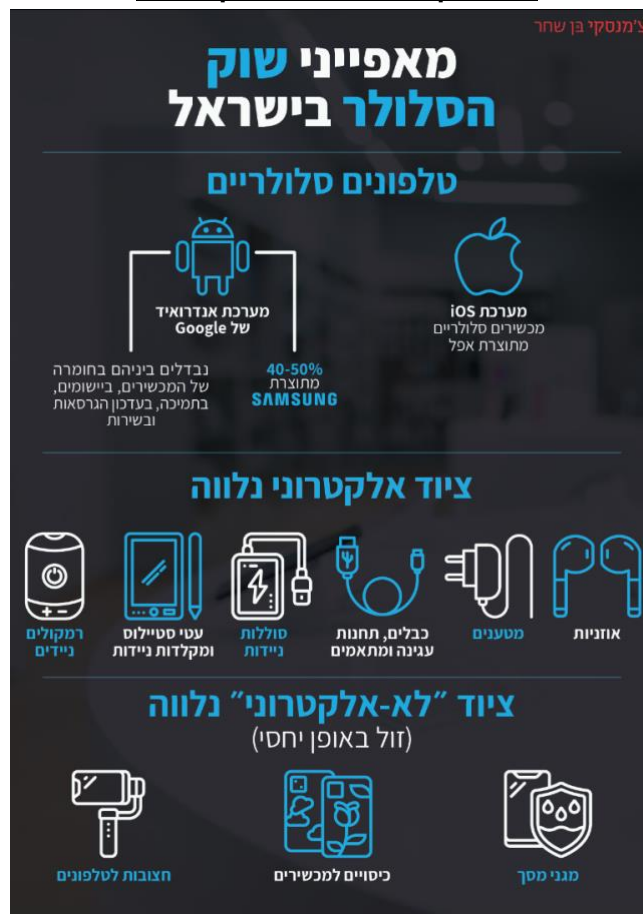 צ'מנסקי בן שחר
מאפייני שוק
הסלולר בישראל
טלפונים סלולריים
מערכת iOS
מכשירים סלולריים
מתוצרת אפל
מערכת אנדרואיד
של Google
40-50%
מתוצרת
SAMSUNG
נבדלים ביניהם בחומרה
של המכשירים, ביישומים,
בתמיכה, בעדכון הגרסאות
ובשירות
ציוד אלקטרוני נלווה
אוזניות
מטענים
כבלים, תחנות
עגינה ומתאמים
סוללות
ניידות
עטי סטיילוס
ומקלדות ניידות
רמקולים
ניידים
ציוד ״לא-אלקטרוני״ נלווה
(זול באופן יחסי)
מגני מסך
כיסויים למכשירים
חצובות לטלפונים